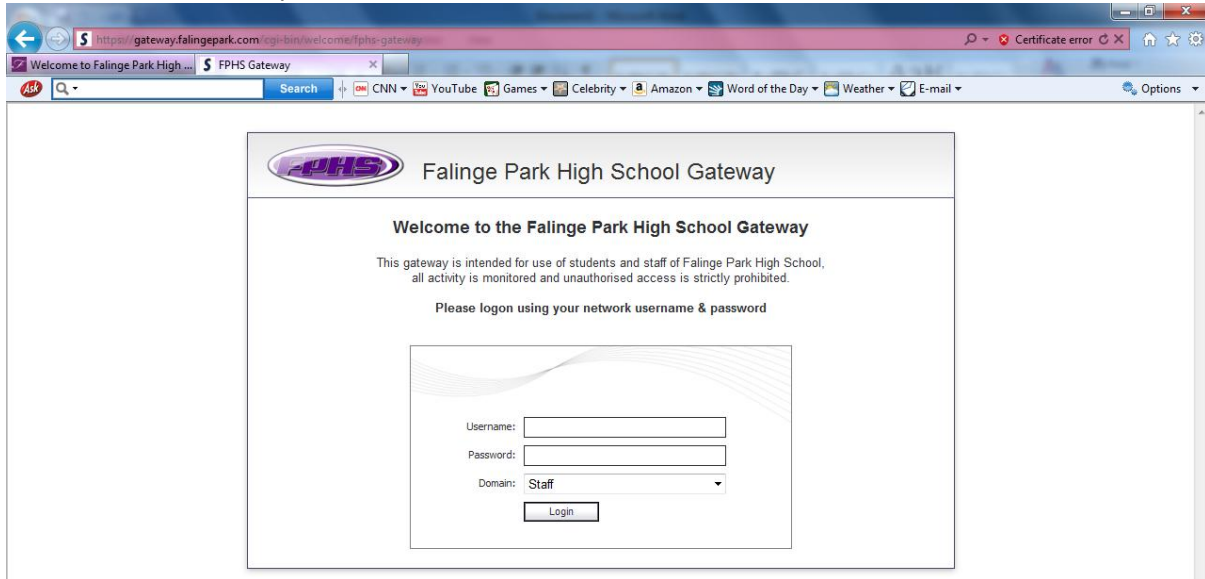 https://gateway.falingepark.com/cgi-bin/welcome/fphs-gateway
Certificate error
Welcome to Falinge Park High ...
FPHS Gateway
Ask
Search
CNN
YouTube
Games
Celebrity
Amazon
Word of the Day
Weather
E-mail
Options
FPHS
Falinge Park High School Gateway
Welcome to the Falinge Park High School Gateway
This gateway is intended for use of students and staff of Falinge Park High School,
all activity is monitored and unauthorised access is strictly prohibited.
Please logon using your network username & password
Username:
Password:
Domain:
Staff
Login